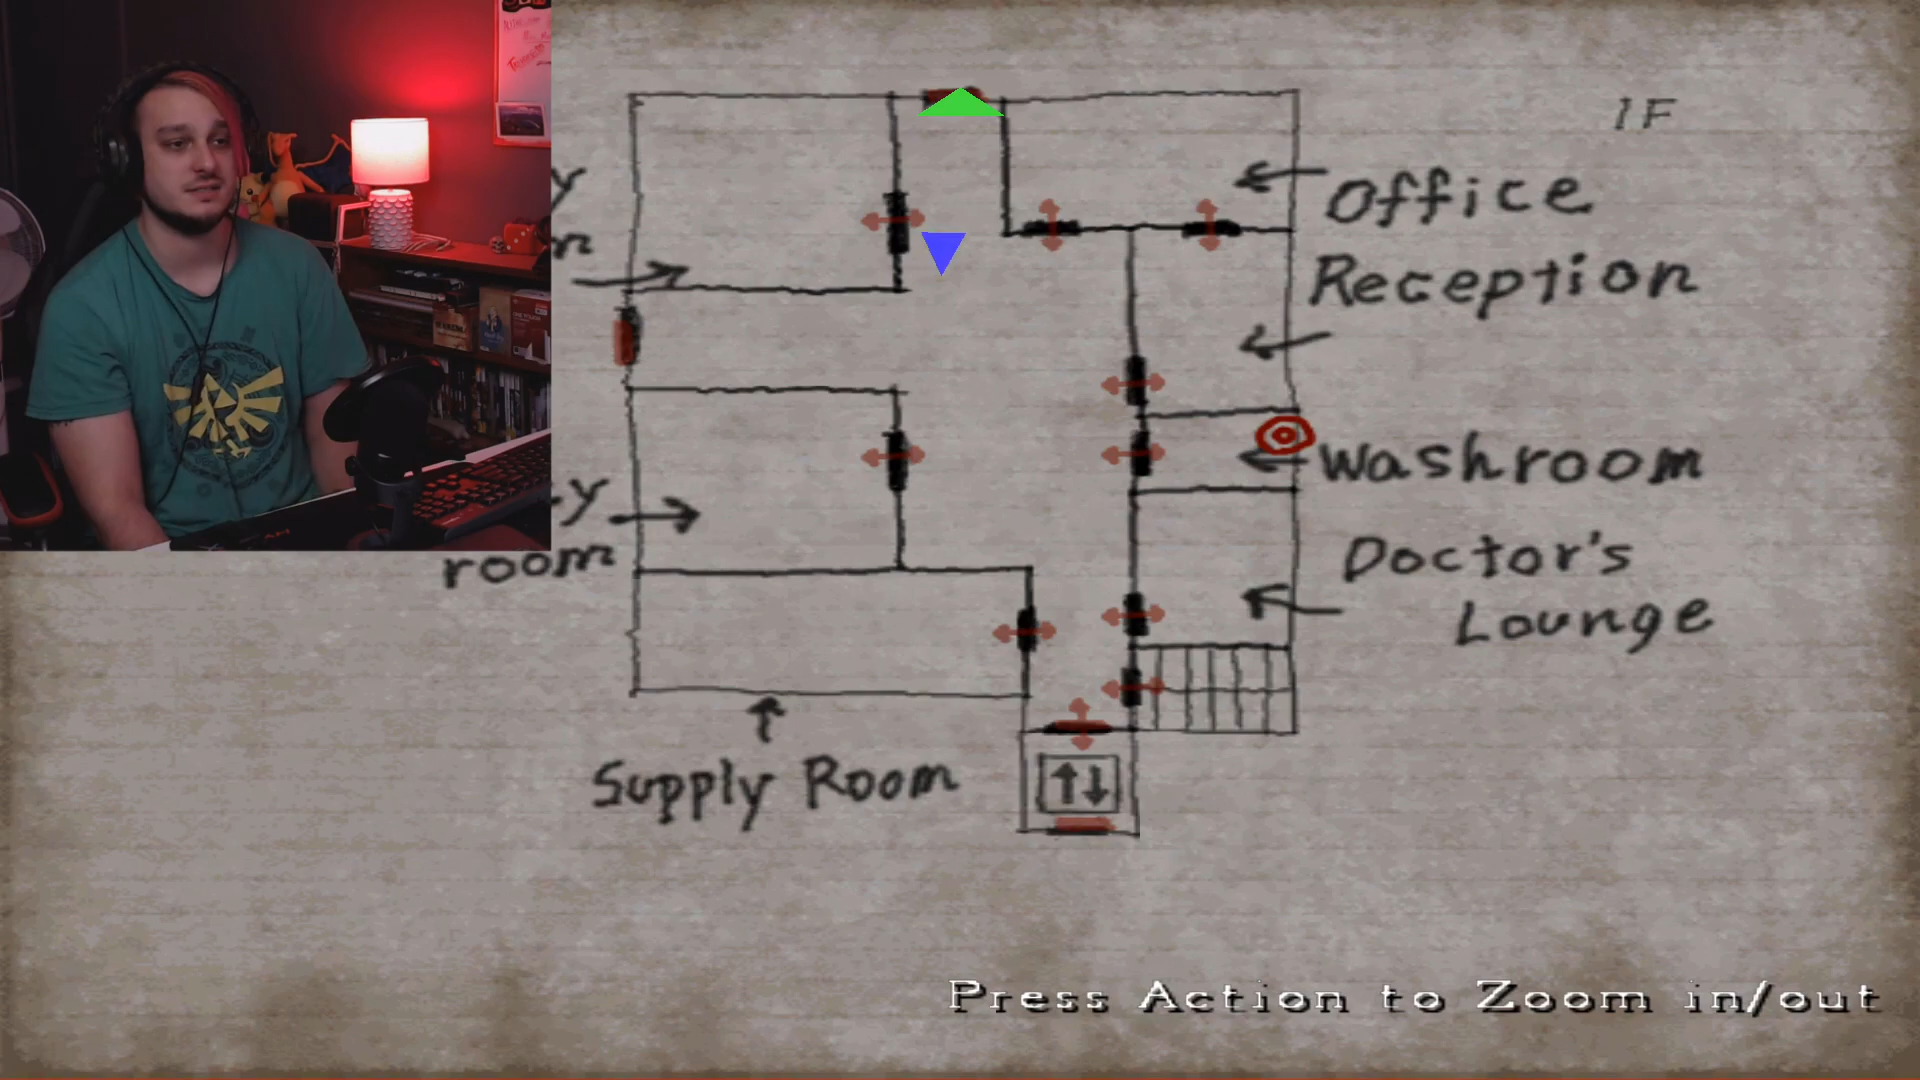 1F
Office
Reception
Washroom
y
room
Doctor's
Lounge
Supply Room
Press Action to Zoom in/out